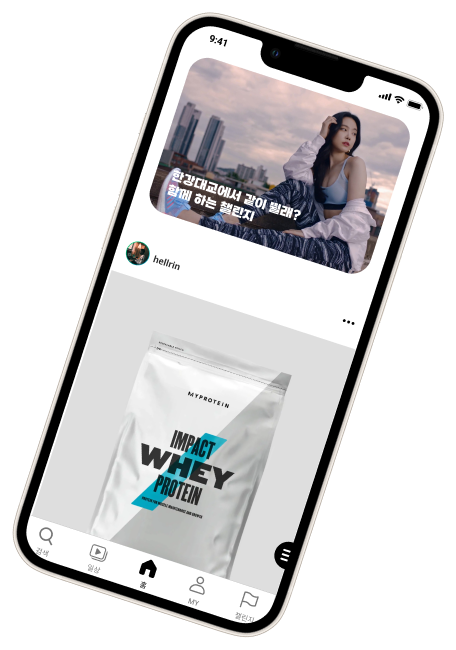 9:41
한강대교에서 같이 뛸래?
함께 하는 챌린지
hellrin
MYPROTEIN
IMPACT
WHEY
PROTEIN
검색
일상
홈
MY
챌린지